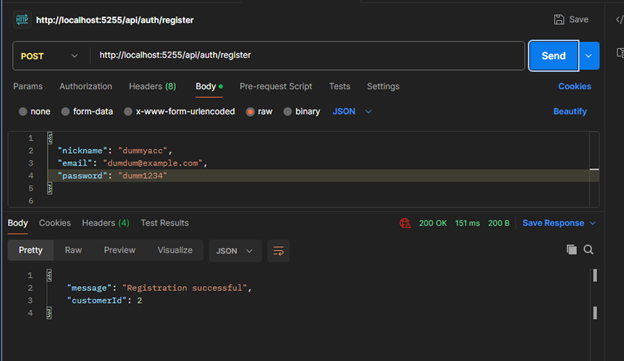 HTTP http://localhost:5255/api/auth/register Save
POST http://localhost:5255/api/auth/register Send
Params Authorization Headers (8) Body Pre-request Script Tests Settings Cookies
none form-data x-www-form-urlencoded raw binary JSON Beautify
1 {
2 "nickname": "dummyacc",
3 "email": "dumdum@example.com",
4 "password": "dumm1234"
5 }
6
Body Cookies Headers (4) Test Results 200 OK 151 ms 200 B Save Response
Pretty Raw Preview Visualize JSON
1 {
2 "message": "Registration successful",
3 "customerId": 2
4 }